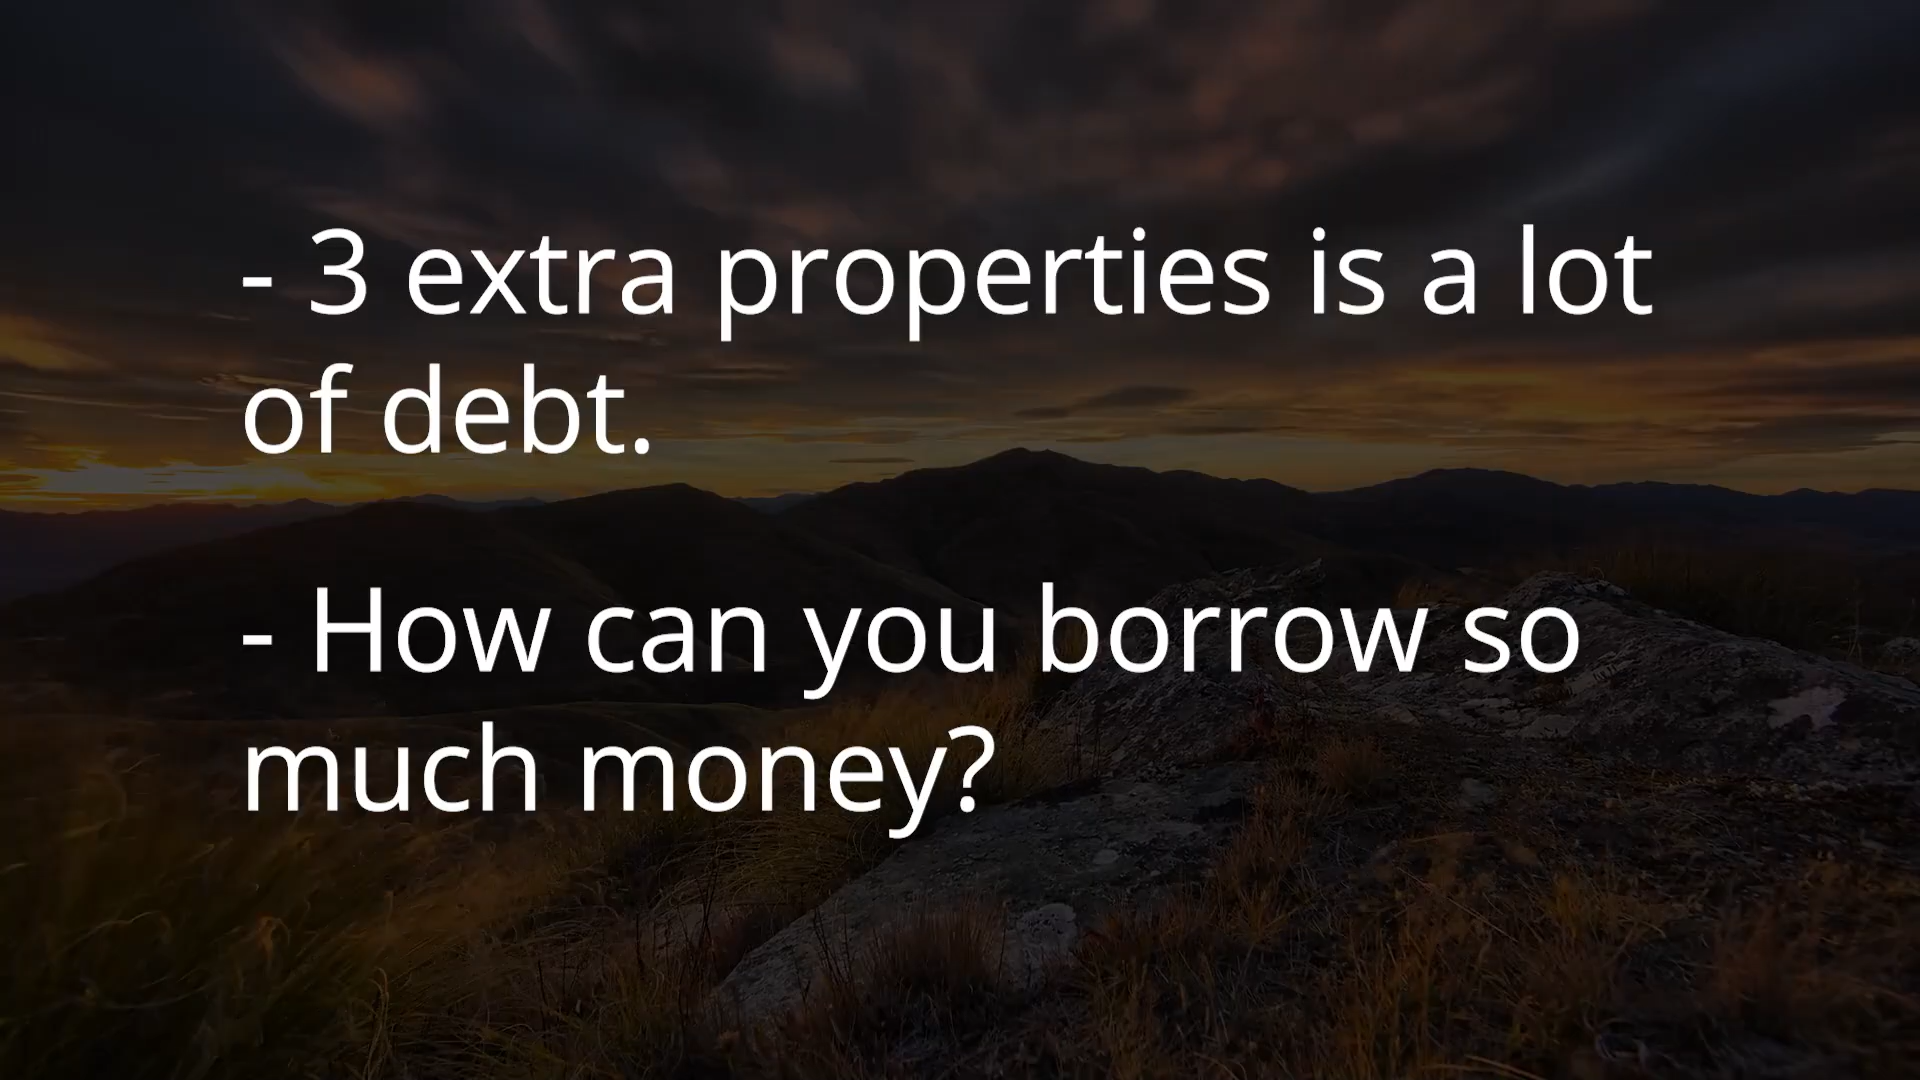 - 3 extra properties is a lot
of debt.
- How can you borrow so
much money?